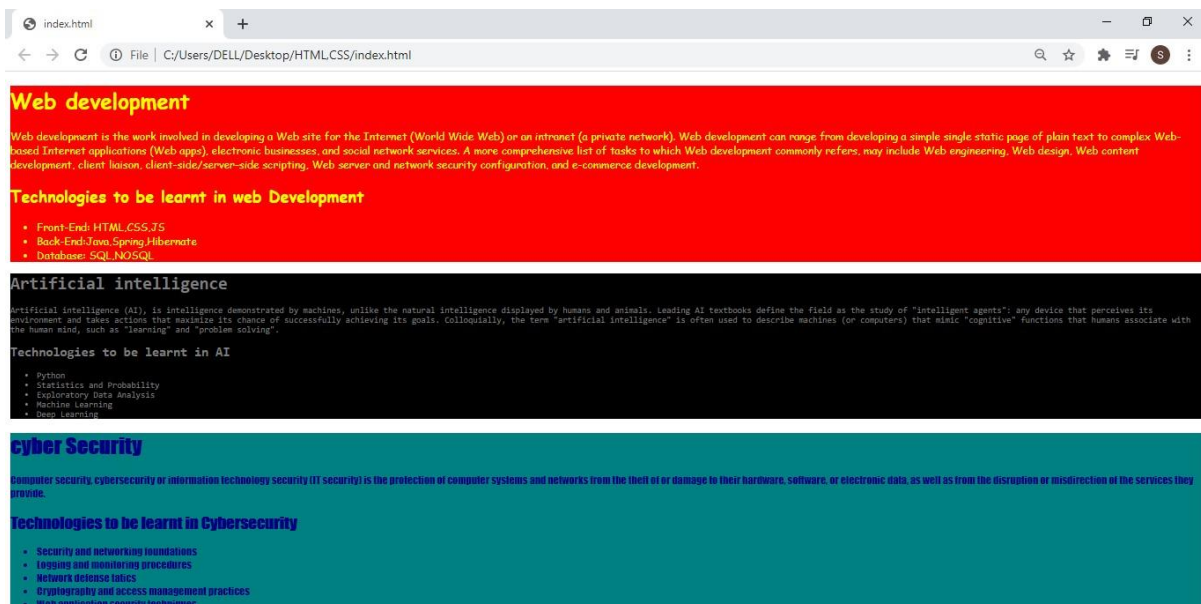 index.html
File | C:/Users/DELL/Desktop/HTML,CSS/index.html
S
Web development
Web development is the work involved in developing a Web site for the Internet (World Wide Web) or an intranet (a private network). Web development can range from developing a simple single static page of plain text to complex Web-
based Internet applications (Web apps), electronic businesses, and social network services. A more comprehensive list of tasks to which Web development commonly refers, may include Web engineering, Web design, Web content
development, client liaison, client-side/server-side scripting, Web server and network security configuration, and e-commerce development.
Technologies to be learnt in web Development
• Front-End: HTML,CSS,JS
• Back-End:Java,Spring,Hibernate
• Database: SQL,NOSQL
Artificial intelligence
Artificial intelligence (AI), is intelligence demonstrated by machines, unlike the natural intelligence displayed by humans and animals. Leading AI textbooks define the field as the study of "intelligent agents": any device that perceives its
environment and takes actions that maximize its chance of successfully achieving its goals. Colloquially, the term "artificial intelligence" is often used to describe machines (or computers) that mimic "cognitive" functions that humans associate with
the human mind, such as "learning" and "problem solving".
Technologies to be learnt in AI
• Python
• Statistics and Probability
• Exploratory Data Analysis
• Machine Learning
• Deep Learning
cyber Security
Computer security, cybersecurity or information technology security (IT security) is the protection of computer systems and networks from the theft of or damage to their hardware, software, or electronic data, as well as from the disruption or misdirection of the services they
provide.
Technologies to be learnt in Cybersecurity
• Security and networking foundations
• Logging and monitoring procedures
• Network defense tatics
• Cryptography and access management practices
• Web application security techniques